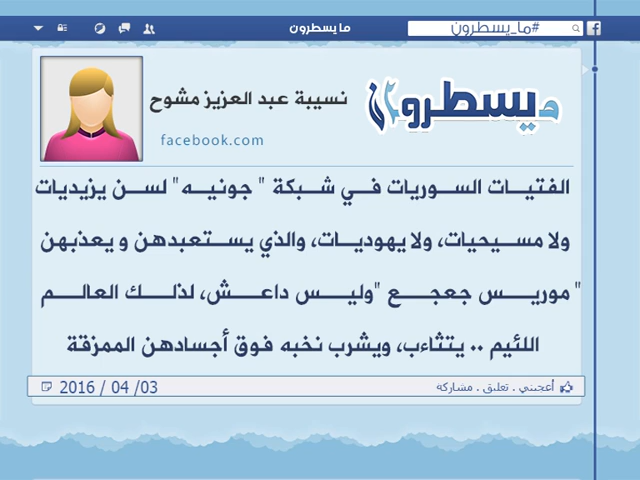 #ما_يسطرون
ما يسطرون
ما يسطرون
نسيبة عبد العزيز مشوح
facebook.com
الفتيات السوريات في شبكة " جونيه" لسن يزيديات
ولا مسيحيات، ولا يهوديات، والذي يستعبدهن و يعذبهن
" موريس جعجع "وليس داعش، لذلك العالم
اللئيم .. يتثاءب، ويشرب نخبه فوق أجسادهن الممزقة
أعجبني . تعليق . مشاركة
2016 / 04 /03